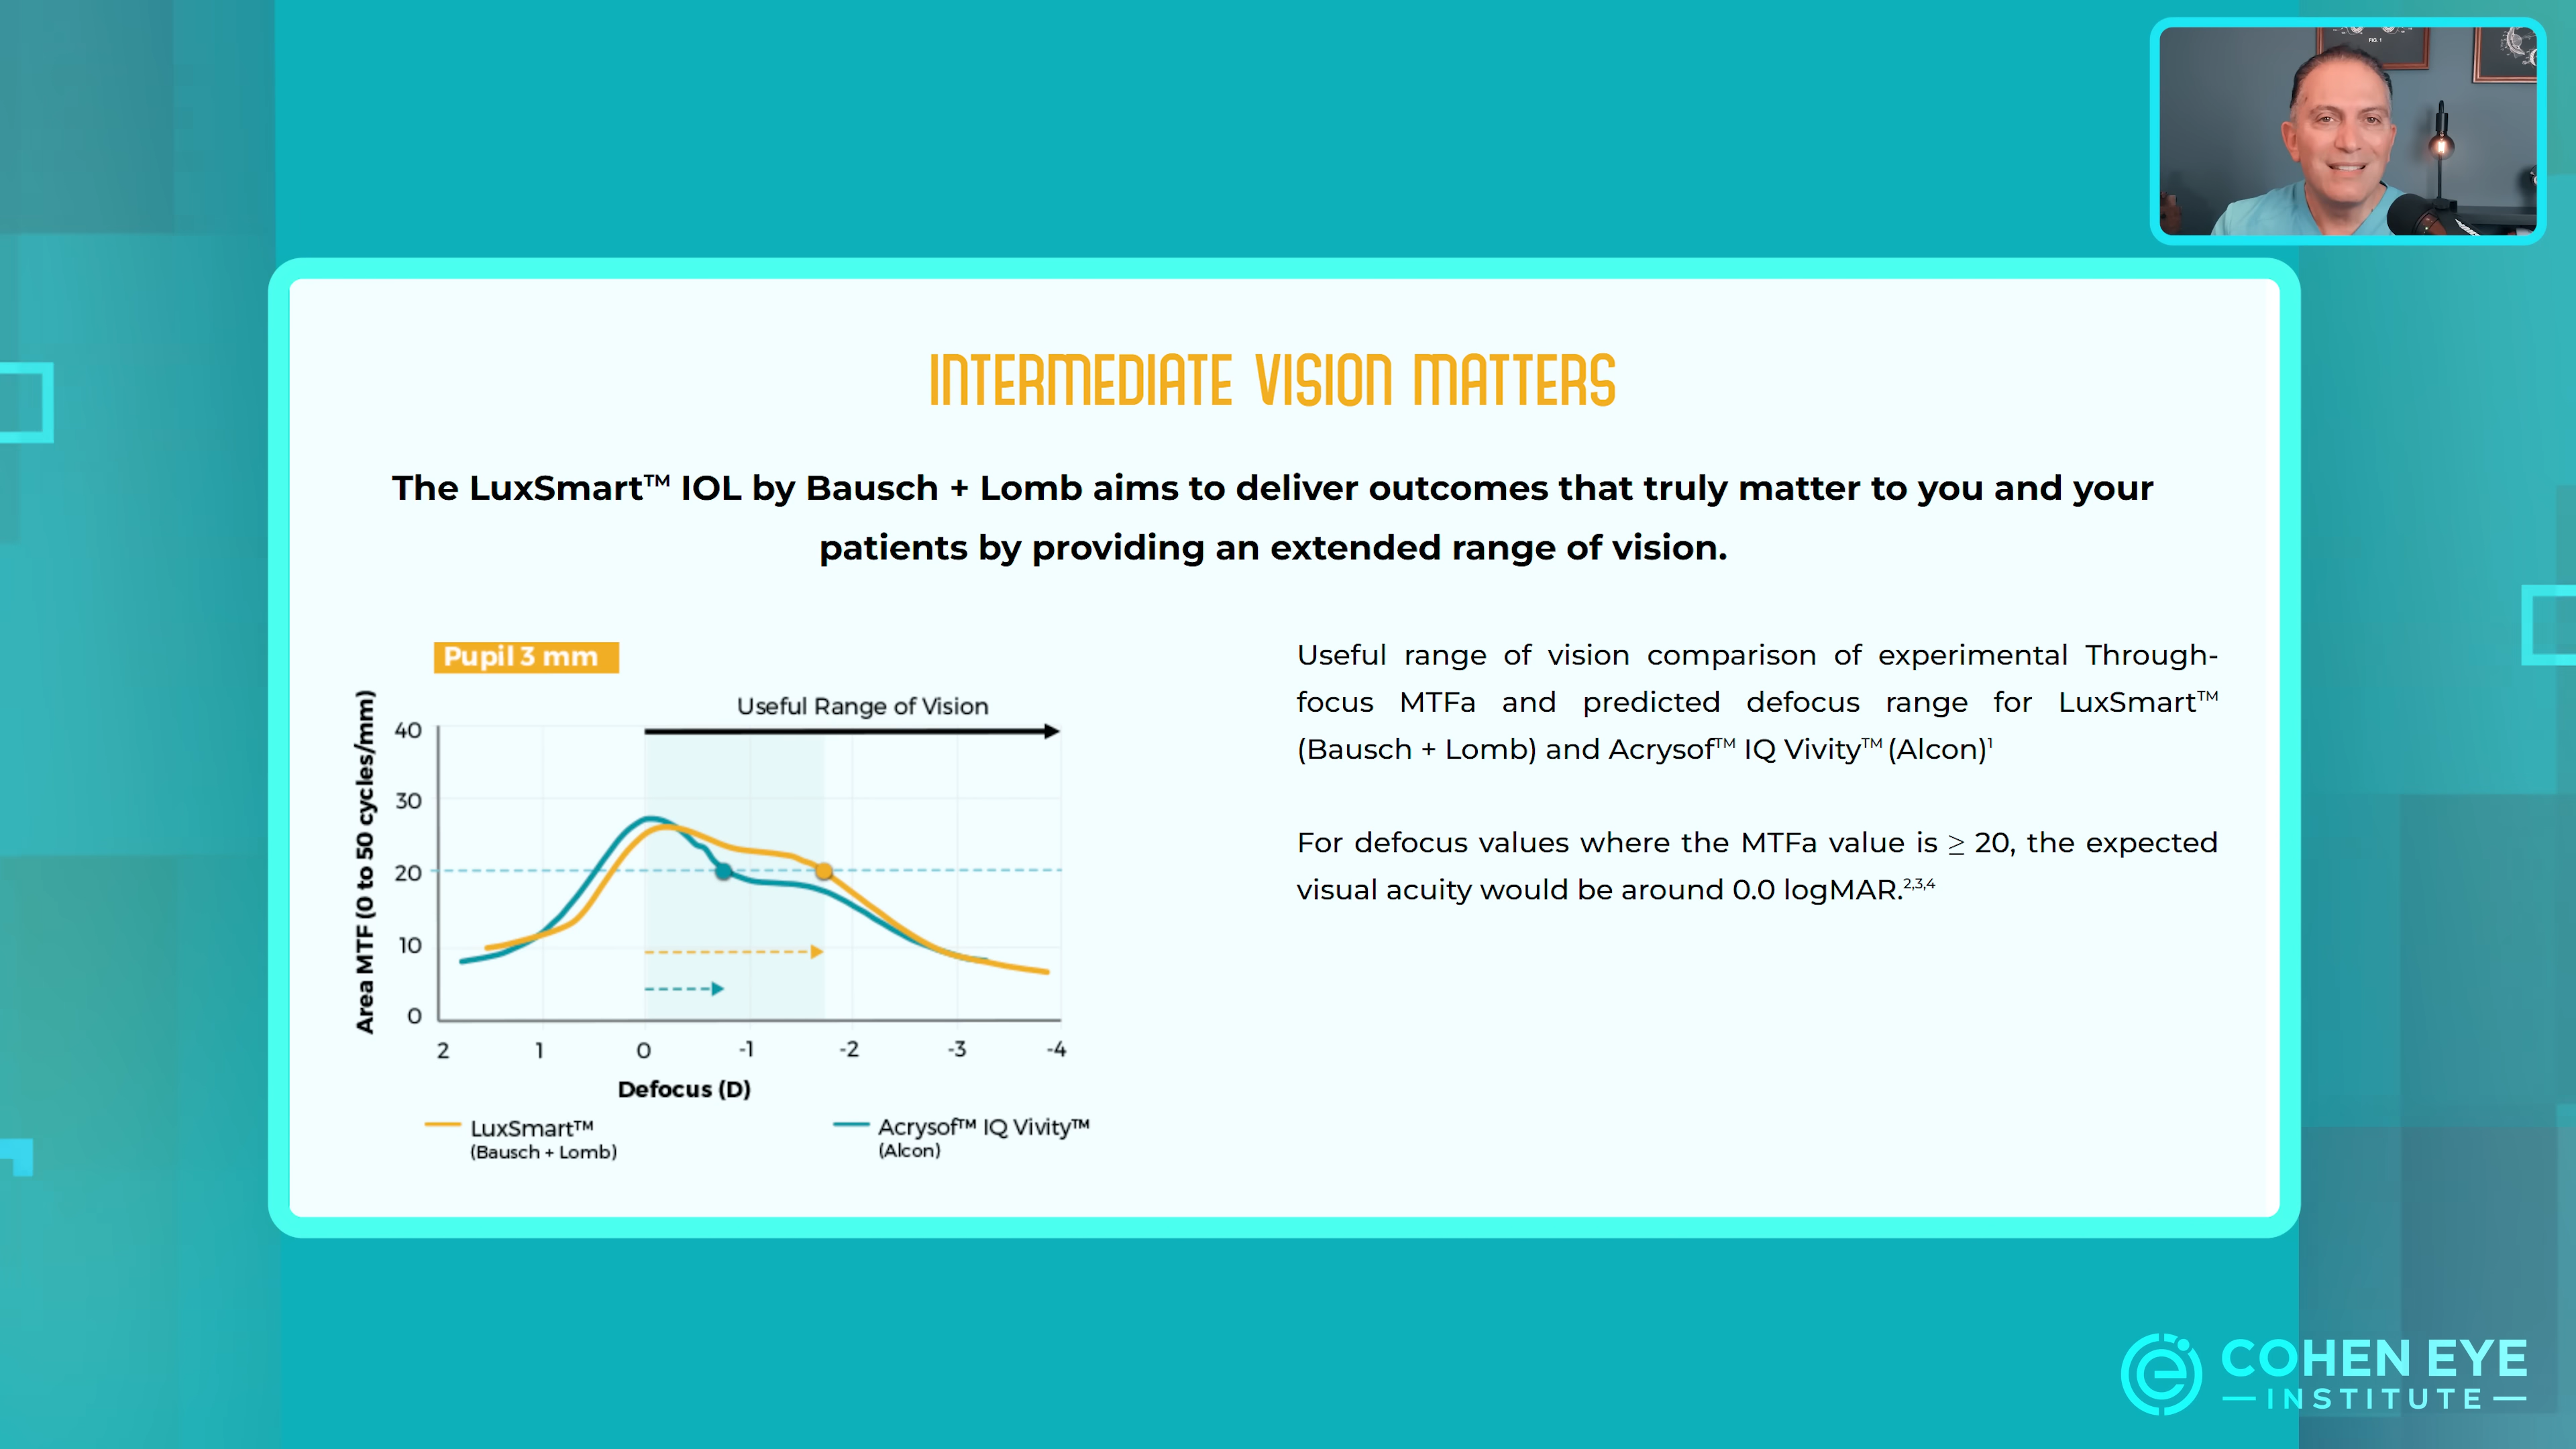 FIG. 1
INTERMEDIATE VISION MATTERS
The LuxSmart™ IOL by Bausch + Lomb aims to deliver outcomes that truly matter to you and your
patients by providing an extended range of vision.
Pupil 3 mm
Useful Range of Vision
Area MTF (0 to 50 cycles/mm)
40
30
20
10
0
2 1 0 -1 -2 -3 -4
Defocus (D)
LuxSmart™
(Bausch + Lomb)
Acrysof™ IQ Vivity™
(Alcon)
Useful range of vision comparison of experimental Through-
focus MTFa and predicted defocus range for LuxSmart™
(Bausch + Lomb) and Acrysof™ IQ Vivity™ (Alcon)¹
For defocus values where the MTFa value is ≥ 20, the expected
visual acuity would be around 0.0 logMAR.²,³,⁴
COHEN EYE
INSTITUTE